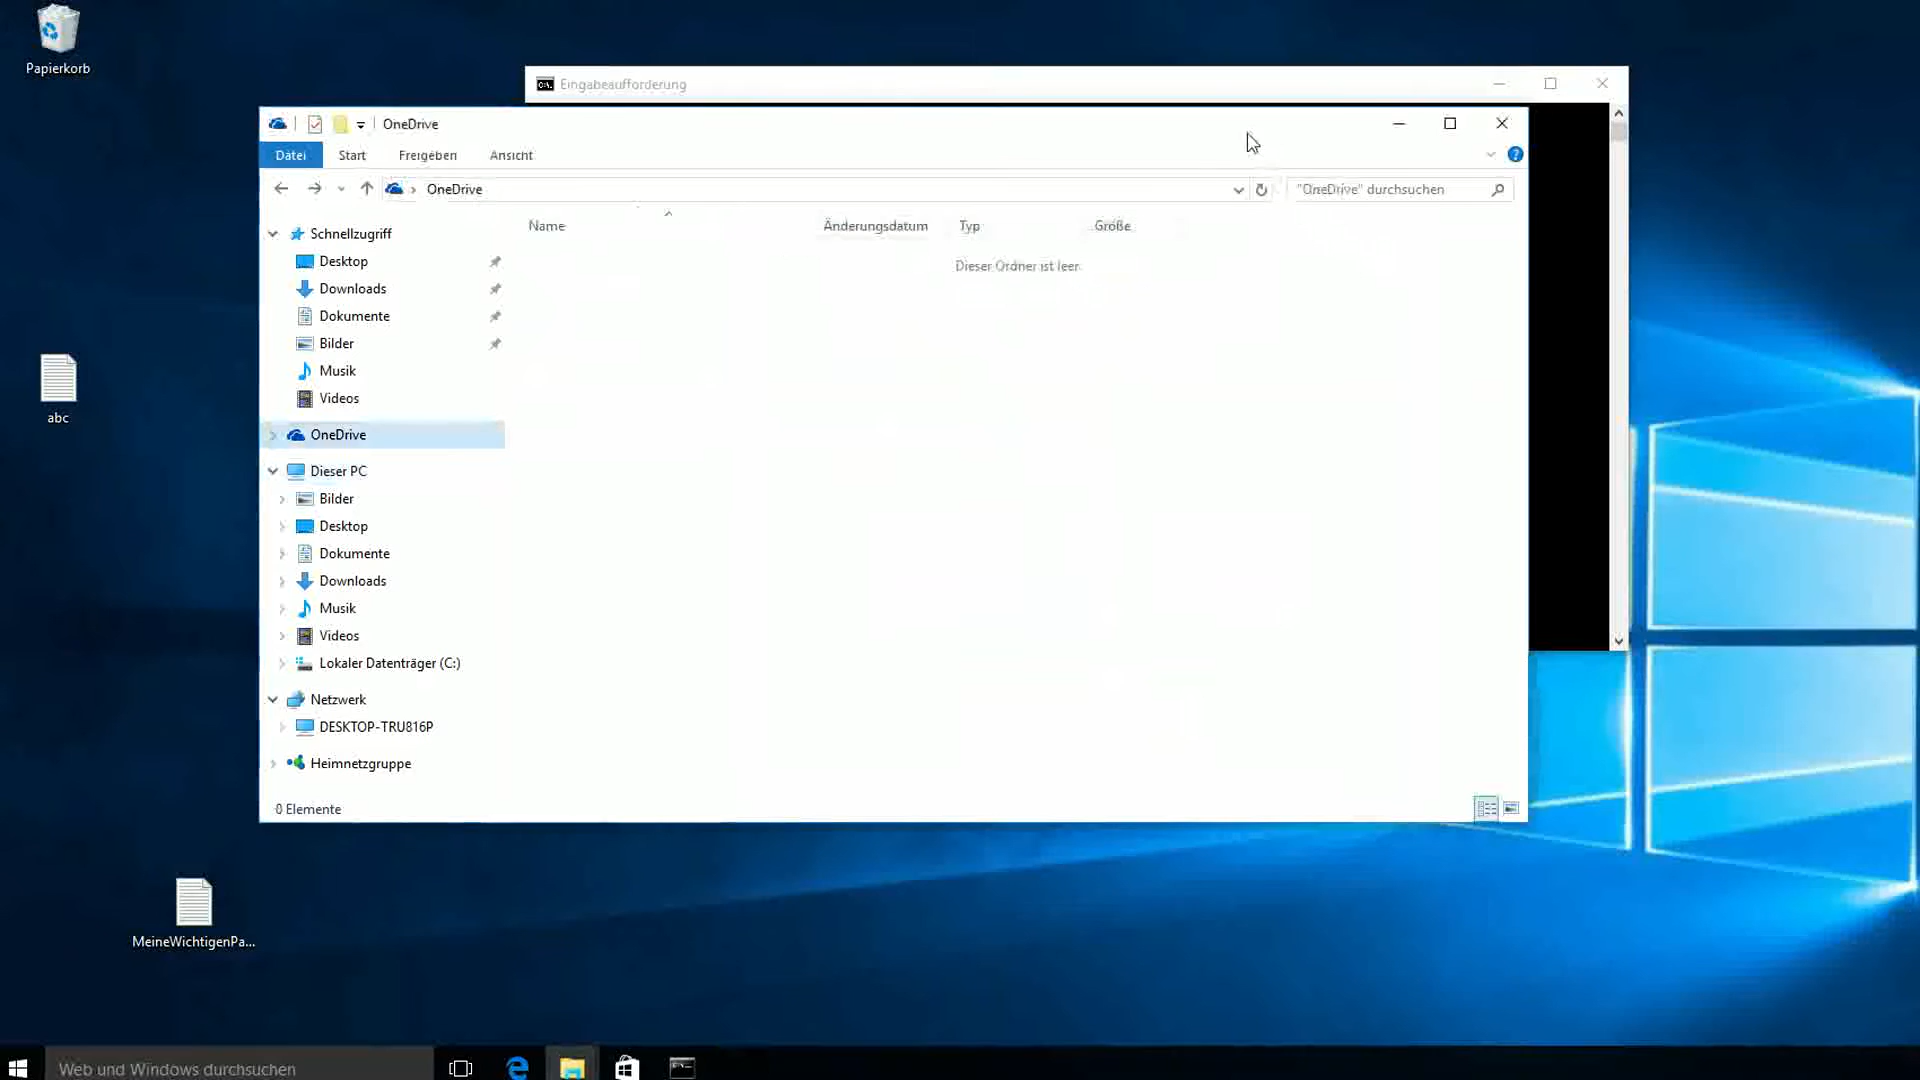 Papierkorb
Eingabeaufforderung
OneDrive
Datei Start Freigeben Ansicht
OneDrive
"OneDrive" durchsuchen
Name Änderungsdatum Typ Größe
Dieser Ordner ist leer.
Schnellzugriff
Desktop
Downloads
Dokumente
Bilder
Musik
Videos
OneDrive
Dieser PC
Bilder
Desktop
Dokumente
Downloads
Musik
Videos
Lokaler Datenträger (C:)
Netzwerk
DESKTOP-TRU816P
Heimnetzgruppe
0 Elemente
abc
MeineWichtigenPa...
Web und Windows durchsuchen